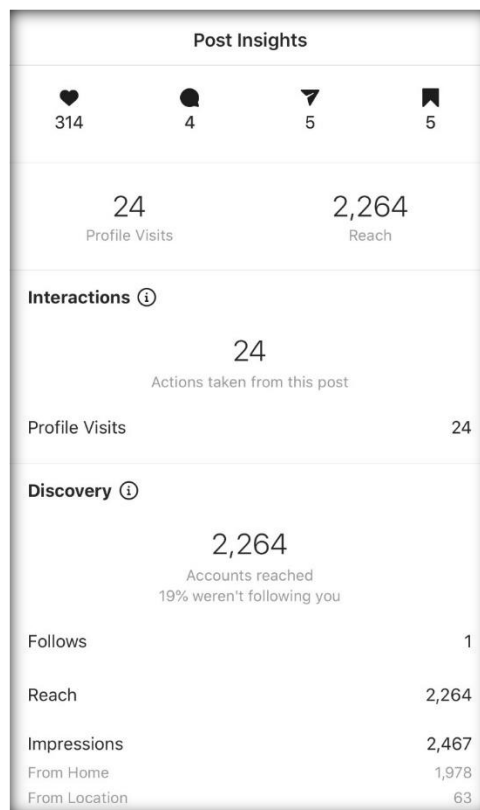 Post Insights
314 4 5 5
24 2,264
Profile Visits Reach
Interactions
24
Actions taken from this post
Profile Visits 24
Discovery
2,264
Accounts reached
19% weren't following you
Follows 1
Reach 2,264
Impressions 2,467
From Home 1,978
From Location 63